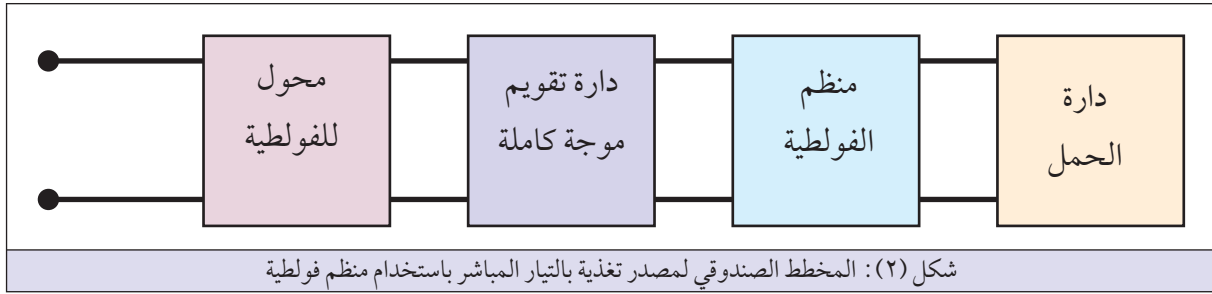 محول
للفولطية
دارة تقويم
موجة كاملة
منظم
الفولطية
دارة
الحمل
شكل (٢): المخطط الصندوقي لمصدر تغذية بالتيار المباشر باستخدام منظم فولطية